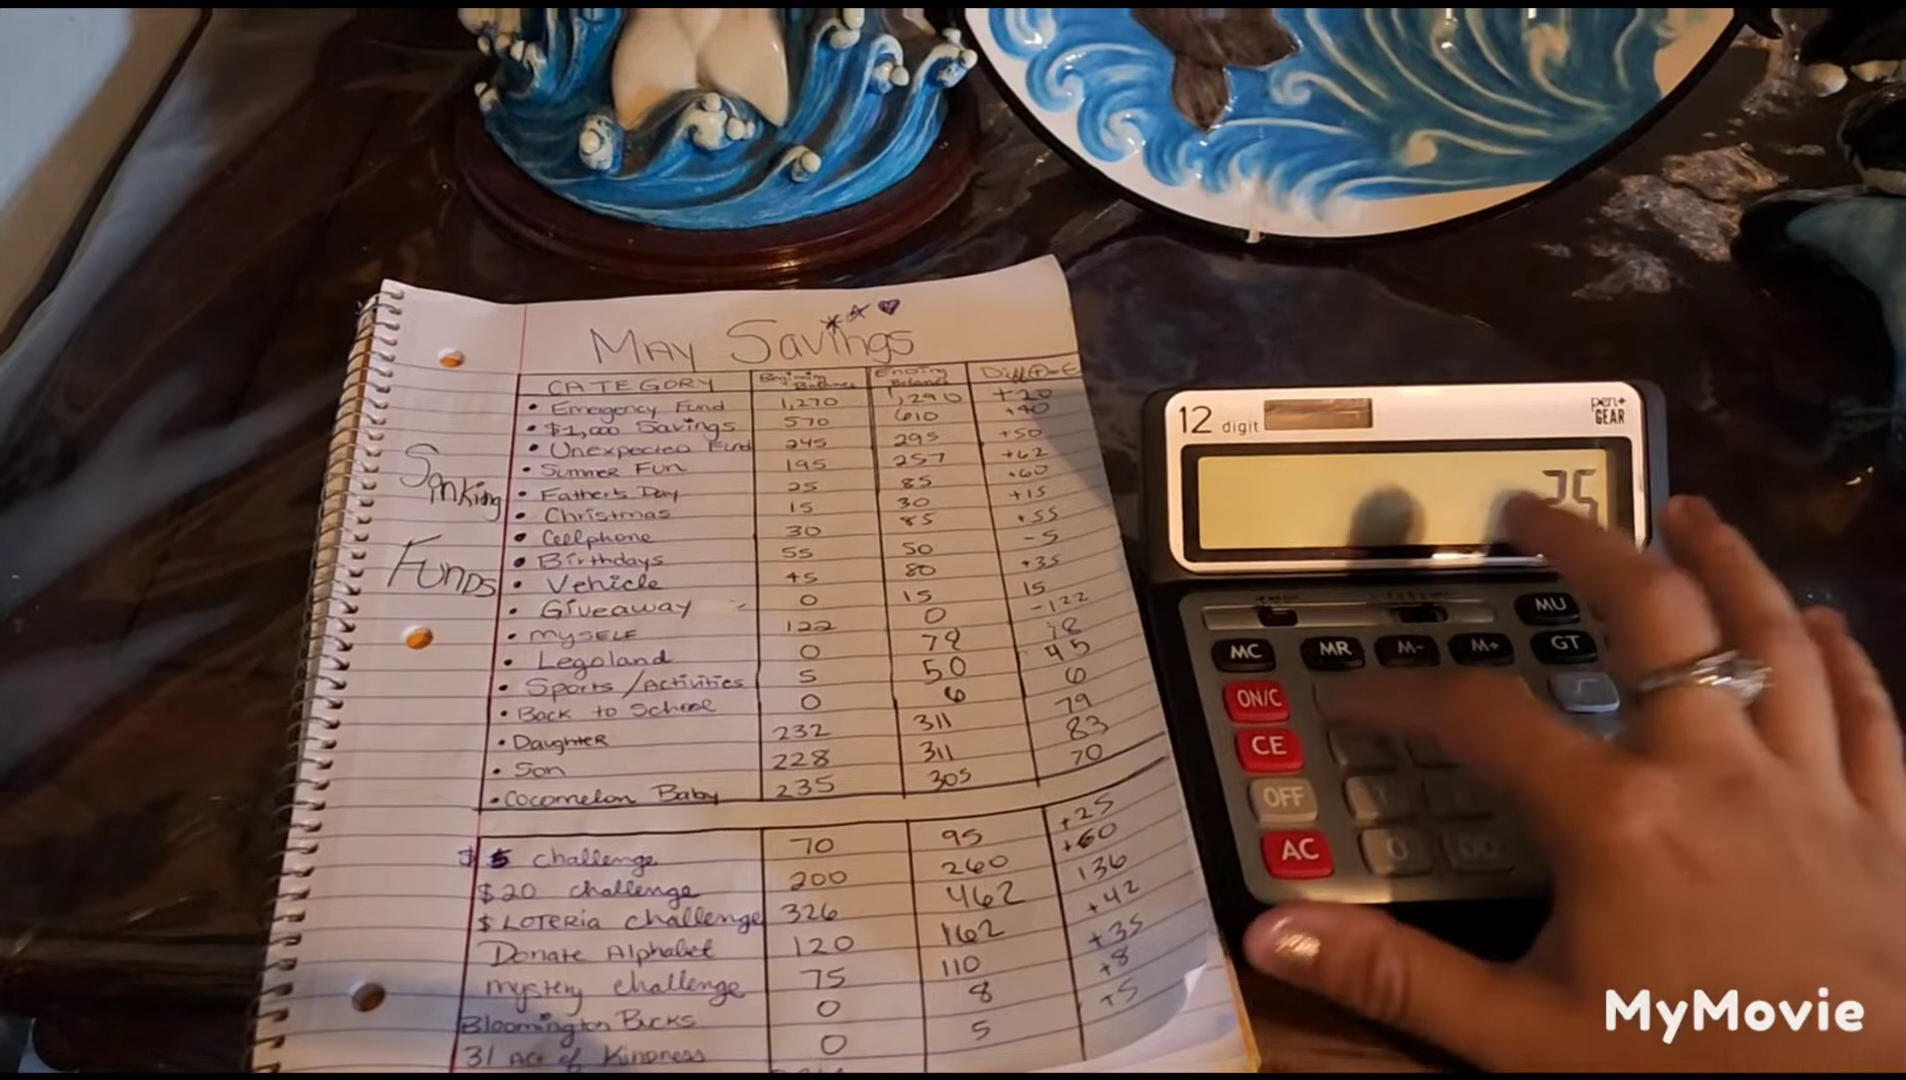 May Savings
CATEGORY Beginning Balance Ending Balance
• Emergency Fund 1,270 1,290 +20
• $1,000 Savings 570 610 +40
• Unexpected Fund 245 295 +50
• Summer Fun 195 257 +62
• Father's Day 25 85 +60
• Christmas 15 30 +15
• Cellphone 30 85 +55
• Birthdays 55 50 -5
• Vehicle 45 80 +35
• Giveaway 0 15 15
• MYSELF 122 0 -122
• Legoland 0 78 78
• Sports/Activities 5 50 45
• Back to School 0 6 6
• Daughter 232 311 79
• Son 228 311 83
• Cocomelon Baby 235 305 70
Sinking
Funds
$5 challenge 70 95 +25
$20 challenge 200 260 +60
$ LOTERIA challenge 326 462 136
Donate Alphabet 120 162 +42
mystery challenge 75 110 +35
Bloomington Bucks 0 8 +8
31 Act of Kindness 0 5 +5
12 digit
pen+
GEAR
MU
MC MR M- M+ GT
ON/C
CE
OFF
AC 0 00
MyMovie